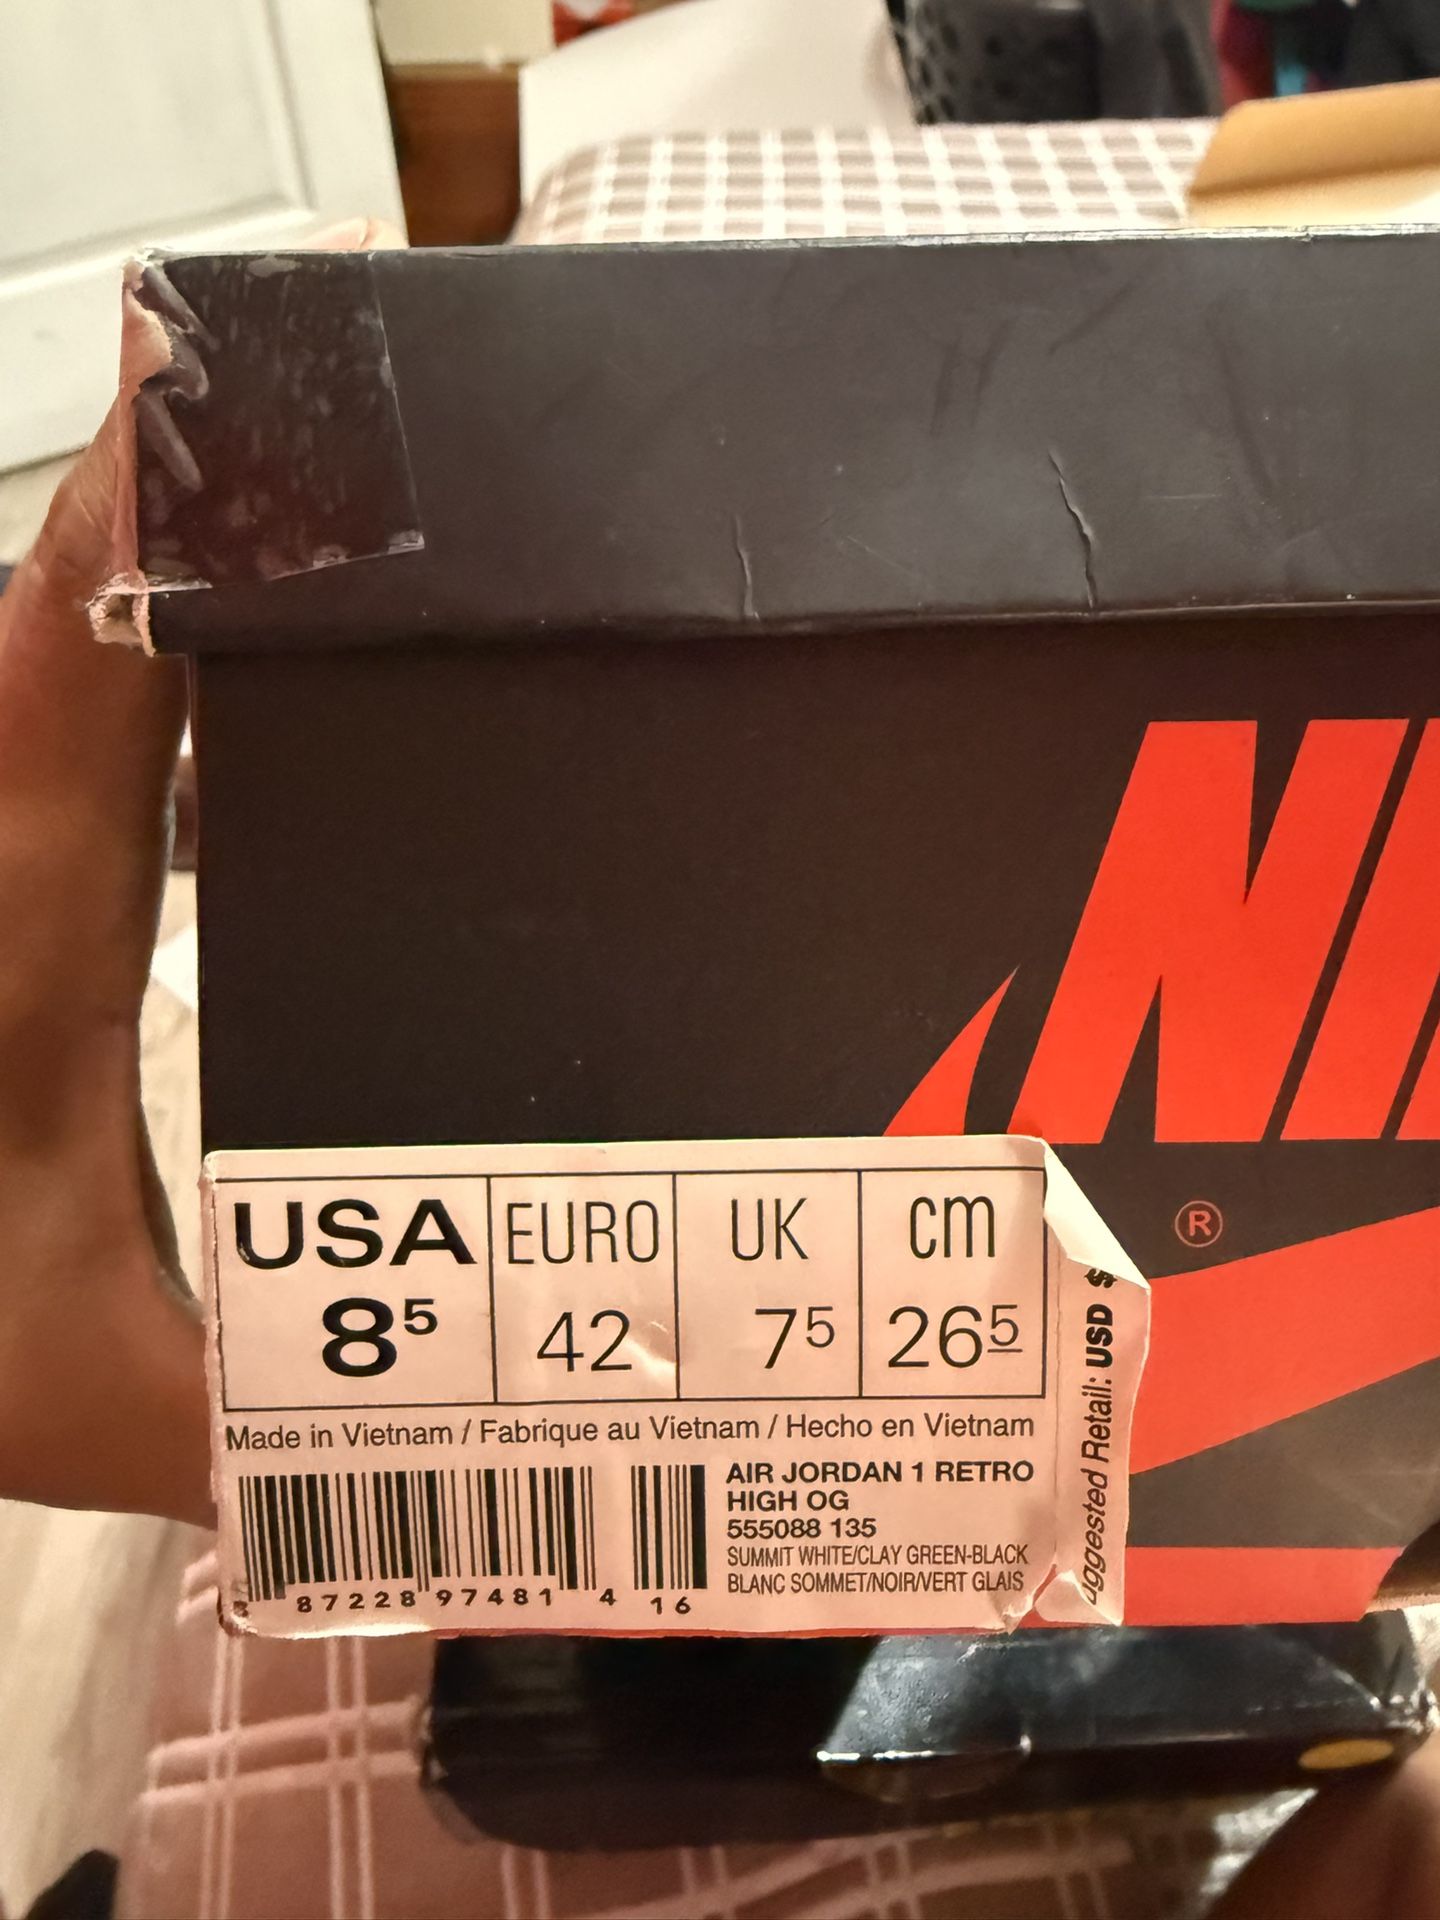 NI
®
USA EURO UK cm
8⁵ 42 7⁵ 26⁵
Made in Vietnam / Fabrique au Vietnam / Hecho en Vietnam
AIR JORDAN 1 RETRO
HIGH OG
555088 135
SUMMIT WHITE/CLAY GREEN-BLACK
BLANC SOMMET/NOIR/VERT GLAIS
87228 97481 4 16
uggested Retail: USD $